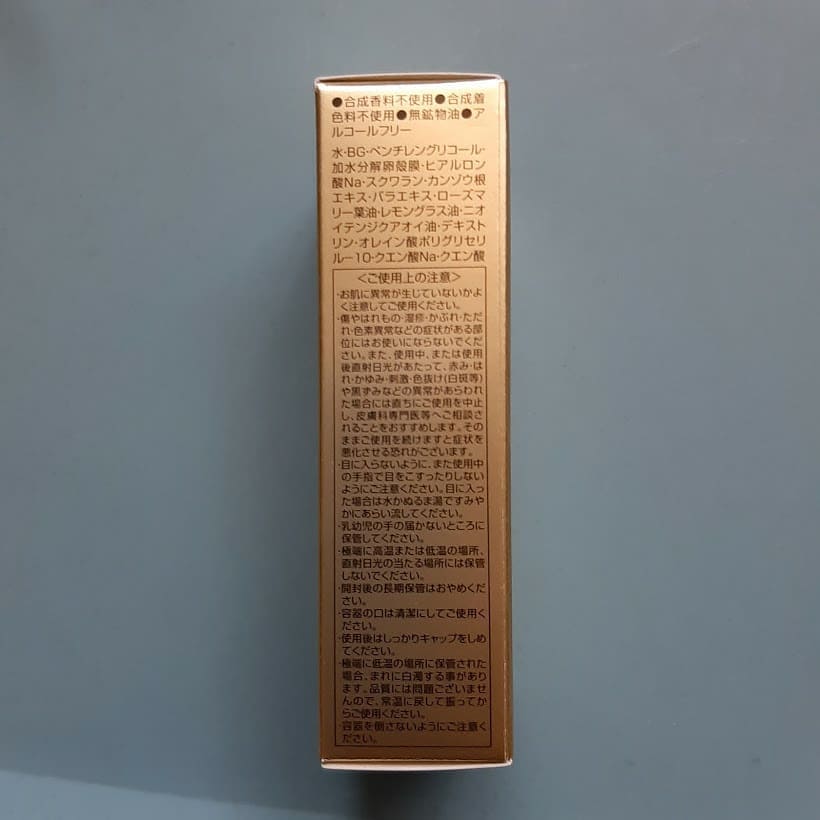 ●合成香料不使用●合成着
色料不使用●無鉱物油●ア
ルコールフリー
水・BG・ペンチレングリコール・
加水分解卵殻膜・ヒアルロン
酸Na・スクワラン・カンゾウ根
エキス・バラエキス・ローズマ
リー葉油・レモングラス油・ニオ
イテンジクアオイ油・デキスト
リン・オレイン酸ポリグリセリ
ル-10・クエン酸Na・クエン酸
＜ご使用上の注意＞
・お肌に異常が生じていないかよ
く注意してご使用ください。
・傷やはれもの・湿疹・かぶれ・ただ
れ・色素異常などの症状がある部
位にはお使いにならないでくだ
さい。また、使用中、または使用
後直射日光があたって、赤み・は
れ・かゆみ・刺激・色抜け(白斑等)
や黒ずみなどの異常があらわれ
た場合には直ちにご使用を中止
し、皮膚科専門医等へご相談さ
れることをおすすめします。その
ままご使用を続けますと症状を
悪化させる恐れがございます。
・目に入らないように、また使用中
の手指で目をこすったりしない
ようにご注意ください。目に入っ
た場合は水かぬるま湯ですみや
かにあらい流してください。
・乳幼児の手の届かないところに
保管してください。
・極端に高温または低温の場所、
直射日光の当たる場所には保管
しないでください。
・開封後の長期保管はおやめくだ
さい。
・容器の口は清潔にしてご使用く
ださい。
・使用後はしっかりキャップをしめ
てください。
・極端に低温の場所に保管された
場合、まれに白濁する事があり
ます。品質には問題ございませ
んので、常温に戻して振ってか
らご使用ください。
・容器を倒さないようにご注意く
ださい。